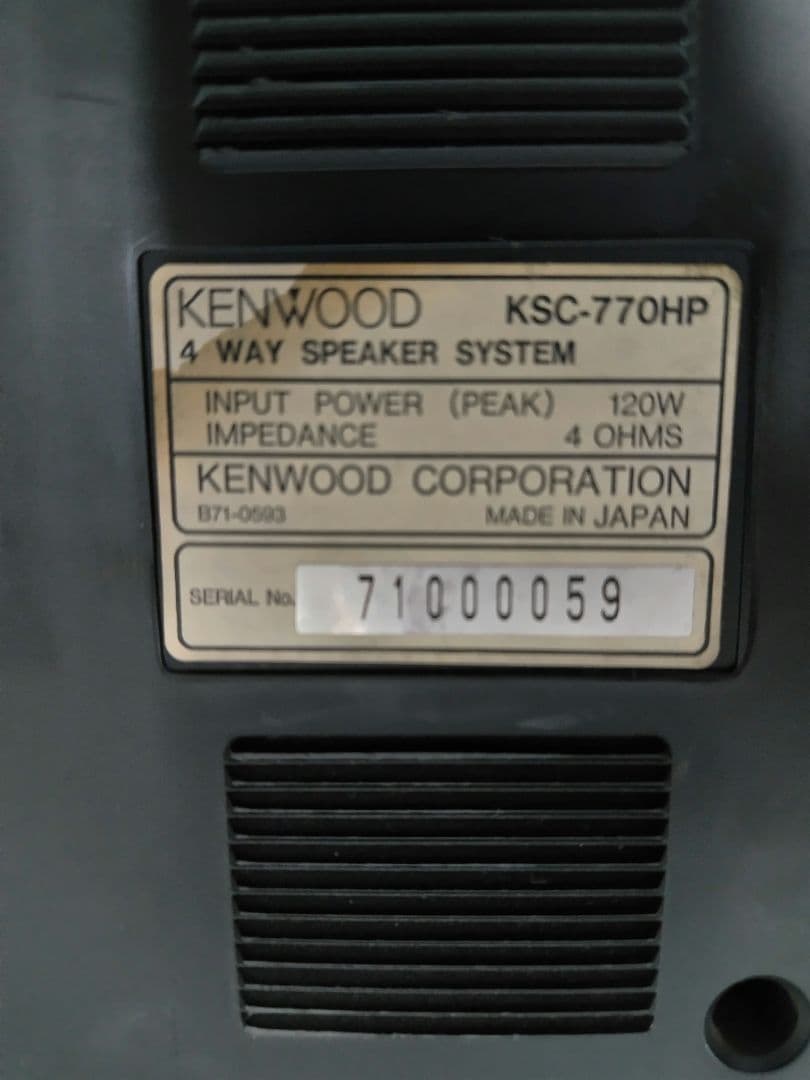 KENWOOD KSC-770HP
4 WAY SPEAKER SYSTEM
INPUT POWER (PEAK) 120W
IMPEDANCE 4 OHMS
KENWOOD CORPORATION
B71-0593 MADE IN JAPAN
SERIAL No. 71000059